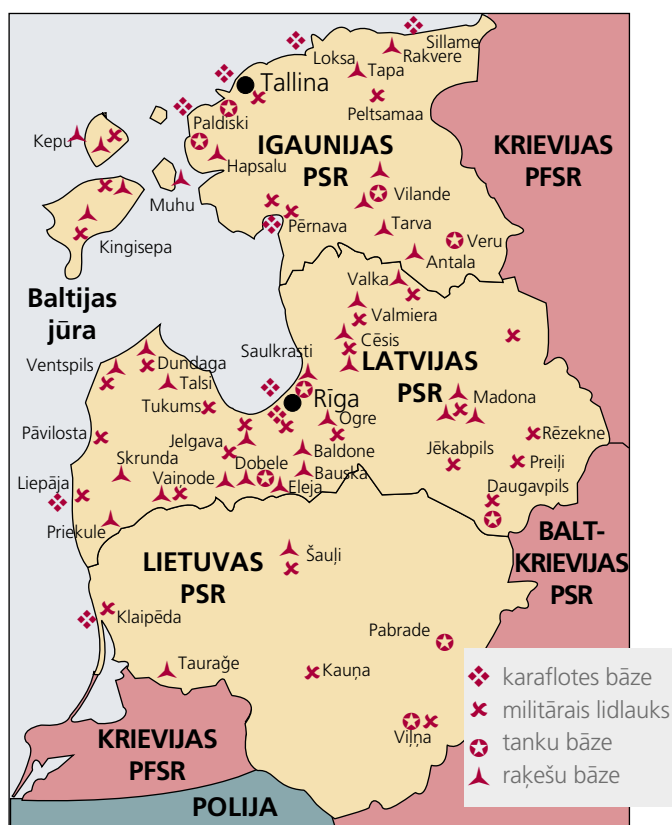 Sillame
Loksa
Rakvere
Tapa
Tallina
Peltsamaa
Paldiski
IGAUNIJAS
PSR
KRIEVIJAS
PFSR
Kepu
Hapsalu
Muhu
Vilande
Pērnava
Tarva
Veru
Kingisepa
Antala
Baltijas
jūra
Valka
Valmiera
Cēsis
Saulkrasti
LATVIJAS
PSR
Ventspils
Dundaga
Talsi
Rīga
Madona
Tukums
Ogre
Pāvilosta
Jelgava
Rēzekne
Baldone
Jēkabpils
Preiļi
Skrunda
Dobele
Bauska
Liepāja
Vaiņode
Eleja
Daugavpils
Priekule
BALT-
KRIEVIJAS
PSR
LIETUVAS
PSR
Šauļi
Klaipēda
Pabrade
Taurağe
Kauņa
Viļņa
KRIEVIJAS
PFSR
POLIJA
karaflotes bāze
militārais lidlauks
tanku bāze
raķešu bāze